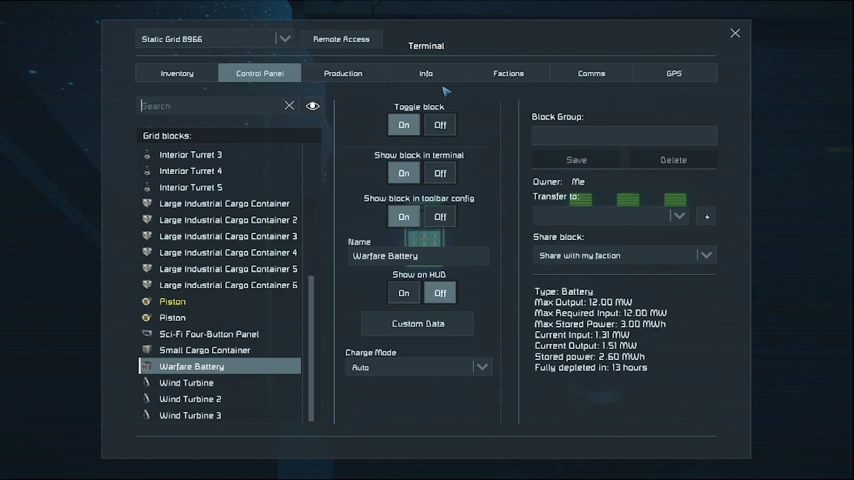 Static Grid 8966
Remote Access
Terminal
Inventory
Control Panel
Production
Info
Factions
Comms
GPS
Search
Grid blocks:
Interior Turret 3
Interior Turret 4
Interior Turret 5
Large Industrial Cargo Container
Large Industrial Cargo Container 2
Large Industrial Cargo Container 3
Large Industrial Cargo Container 4
Large Industrial Cargo Container 5
Large Industrial Cargo Container 6
Piston
Piston
Sci-Fi Four-Button Panel
Small Cargo Container
Warfare Battery
Wind Turbine
Wind Turbine 2
Wind Turbine 3
Toggle block
On Off
Show block in terminal
On Off
Show block in toolbar config
On Off
Name
Warfare Battery
Show on HUD
On Off
Custom Data
Charge Mode
Auto
Block Group:
Save Delete
Owner: Me
Transfer to:
+
Share block:
Share with my faction
Type: Battery
Max Output: 12.00 MW
Max Required Input: 12.00 MW
Max Stored Power: 3.00 MWh
Current Input: 1.31 MW
Current Output: 1.51 MW
Stored power: 2.60 MWh
Fully depleted in: 13 hours